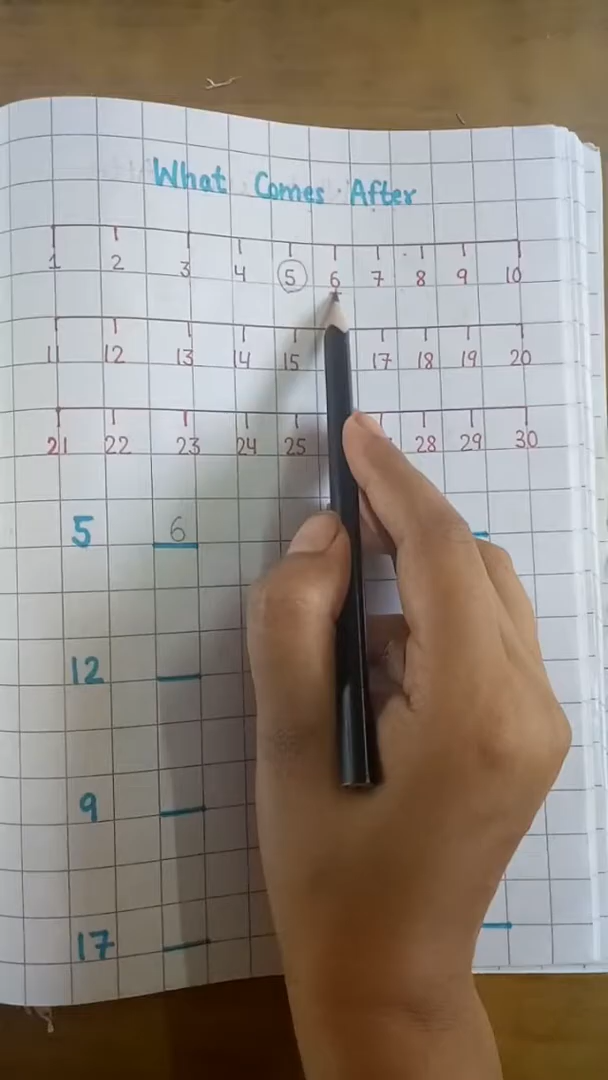 What Comes After
1 2 3 4 5 6 7 8 9 10
11 12 13 14 15 17 18 19 20
21 22 23 24 25 28 29 30
5 6
12
9
17